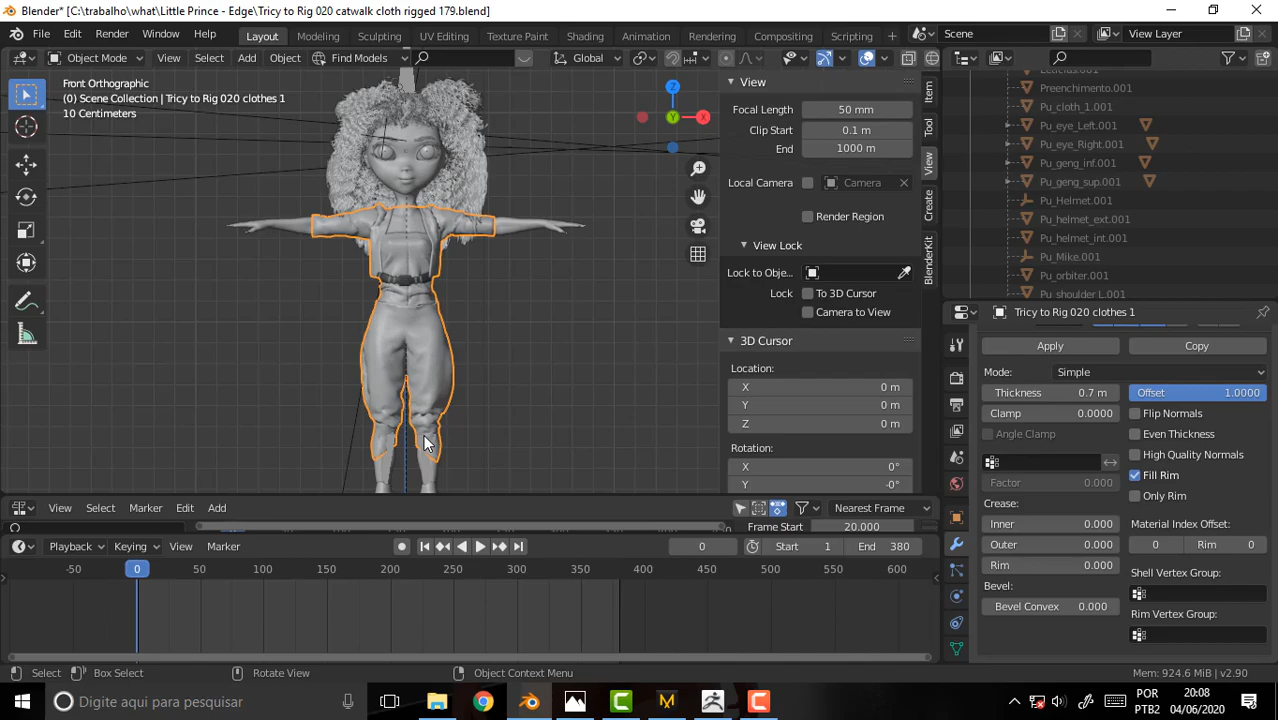 Blender* [C:\trabalho\what\Little Prince - Edge\Tricy to Rig 020 catwalk cloth rigged 179.blend]
File Edit Render Window Help Layout Modeling Sculpting UV Editing Texture Paint Shading Animation Rendering Compositing Scripting Scene View Layer
Object Mode View Select Add Object Find Models Global
Front Orthographic
(0) Scene Collection | Tricy to Rig 020 clothes 1
10 Centimeters
Z
Y
X
View
Focal Length 50 mm
Clip Start 0.1 m
End 1000 m
Local Camera Camera
Render Region
View Lock
Lock to Obje...
Lock To 3D Cursor
Camera to View
3D Cursor
Location:
X 0 m
Y 0 m
Z 0 m
Rotation:
X 0°
Y -0°
Item
Tool
View
Create
BlenderKit
Preenchimento.001
Pu_cloth_1.001
Pu_eye_Left.001
Pu_eye_Right.001
Pu_geng_inf.001
Pu_geng_sup.001
Pu_Helmet.001
Pu_helmet_ext.001
Pu_helmet_int.001
Pu_Mike.001
Pu_orbiter.001
Pu_shoulder L.001
Tricy to Rig 020 clothes 1
Apply Copy
Mode: Simple
Thickness 0.7 m Offset 1.0000
Clamp 0.0000 Flip Normals
Angle Clamp Even Thickness
High Quality Normals
Factor 0.000 Fill Rim
Crease: Only Rim
Inner 0.000 Material Index Offset:
Outer 0.000 0 Rim 0
Rim 0.000 Shell Vertex Group:
Bevel:
Bevel Convex 0.000 Rim Vertex Group:
View Select Marker Edit Add Nearest Frame
Frame Start 20.000
Playback Keying View Marker 0 Start 1 End 380
-50 0 50 100 150 200 250 300 350 400 450 500 550 600
Select Box Select Rotate View Object Context Menu Mem: 924.6 MiB | v2.90
Digite aqui para pesquisar
POR
PTB2
20:08
04/06/2020